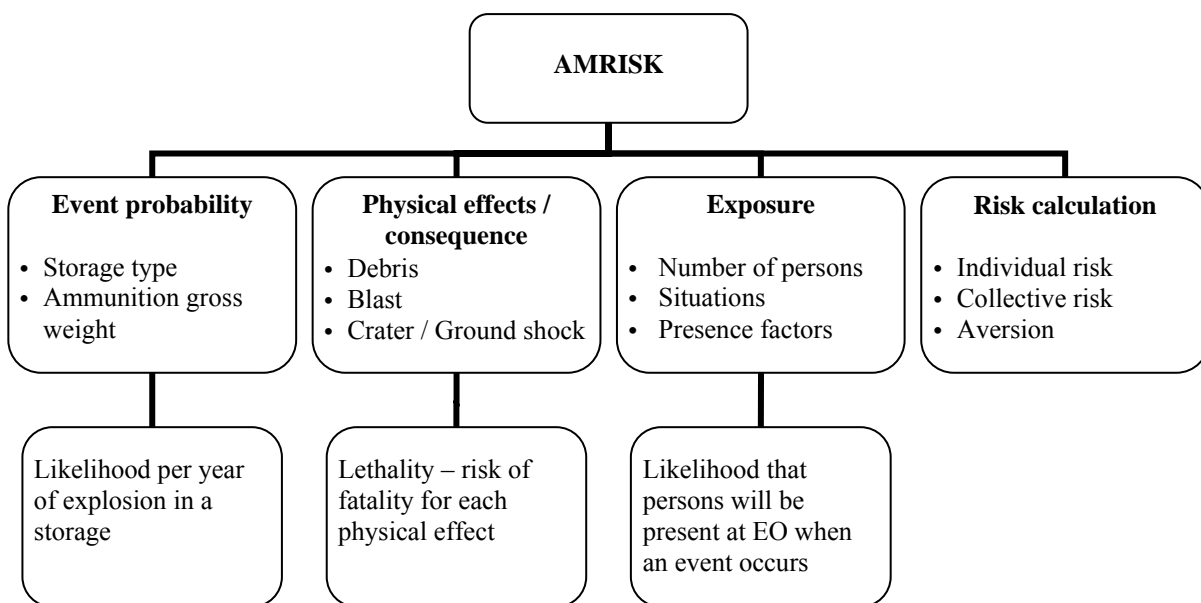 AMRISK
Event probability
• Storage type
• Ammunition gross
weight
Physical effects /
consequence
• Debris
• Blast
• Crater / Ground shock
Exposure
• Number of persons
• Situations
• Presence factors
Risk calculation
• Individual risk
• Collective risk
• Aversion
Likelihood per year
of explosion in a
storage
Lethality – risk of
fatality for each
physical effect
Likelihood that
persons will be
present at EO when
an event occurs